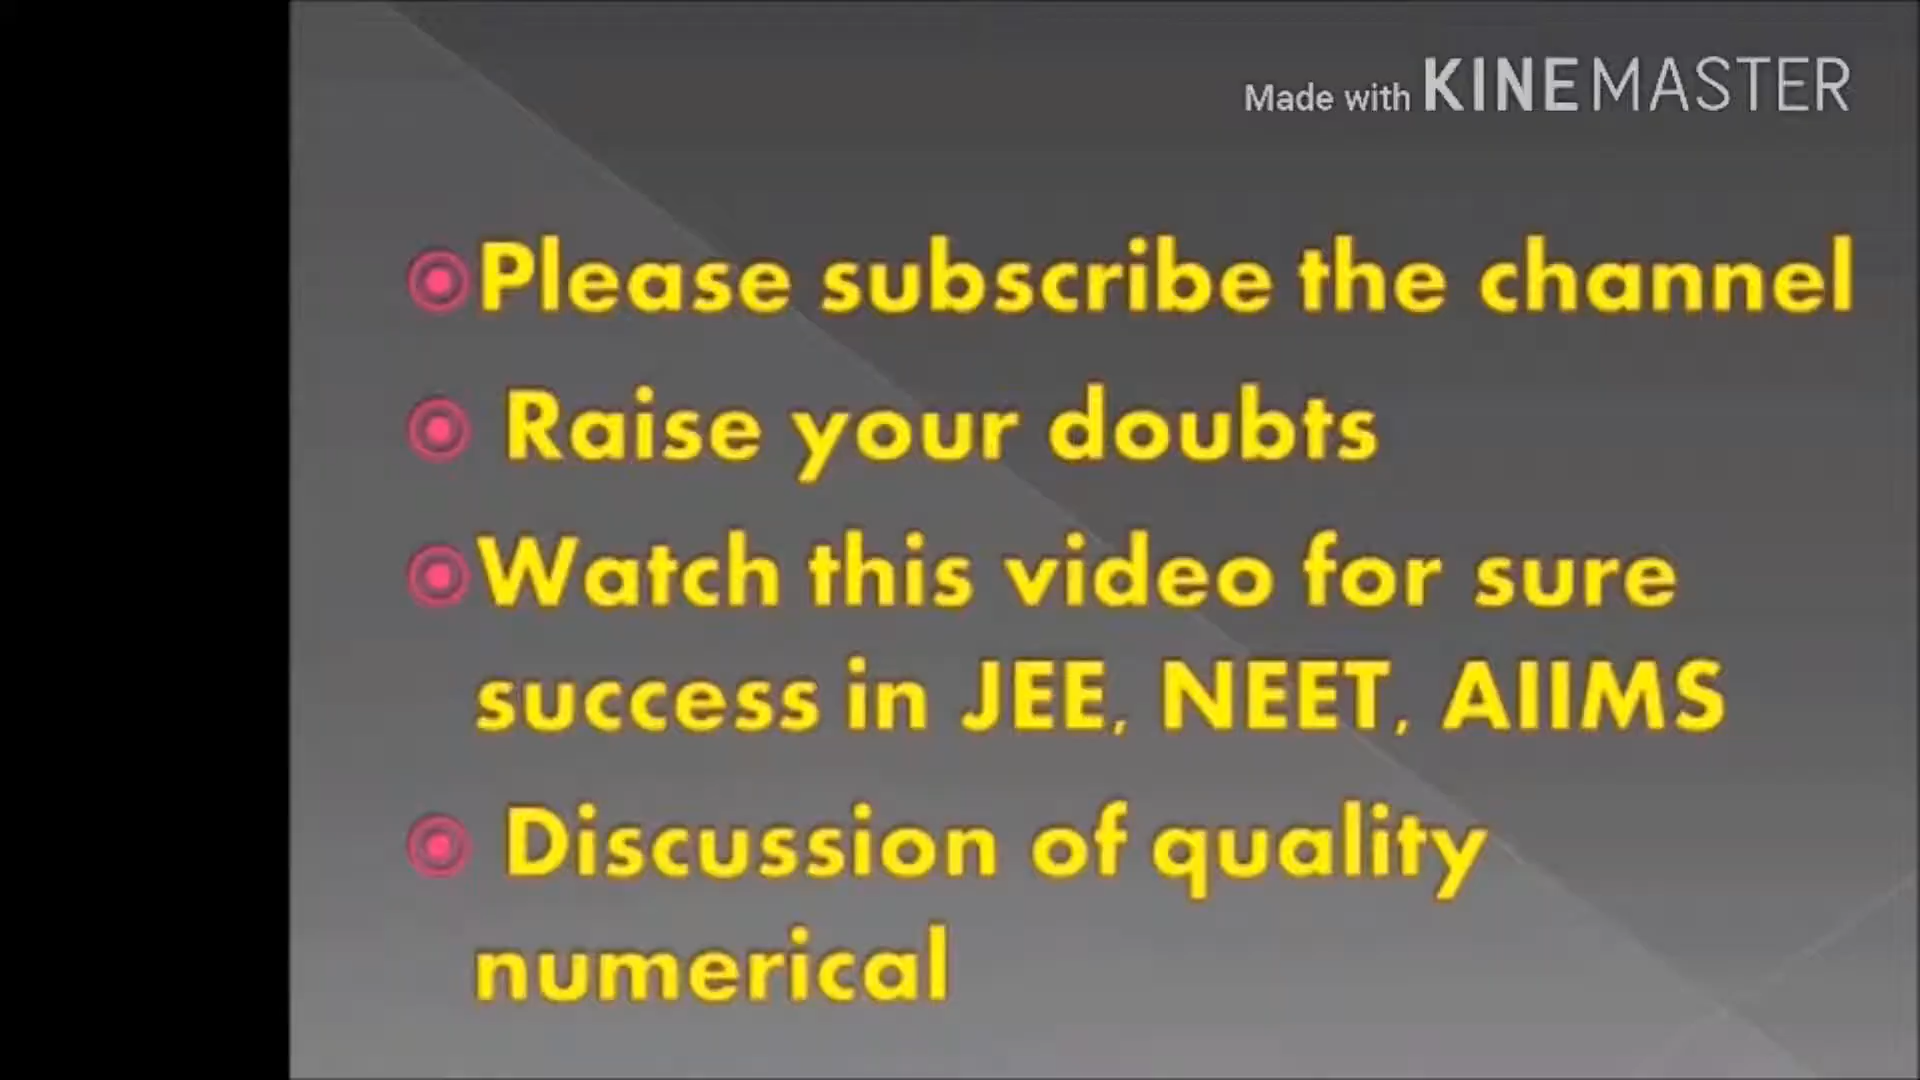 Made with KINEMASTER
Please subscribe the channel
Raise your doubts
Watch this video for sure
success in JEE, NEET, AIIMS
Discussion of quality
numerical